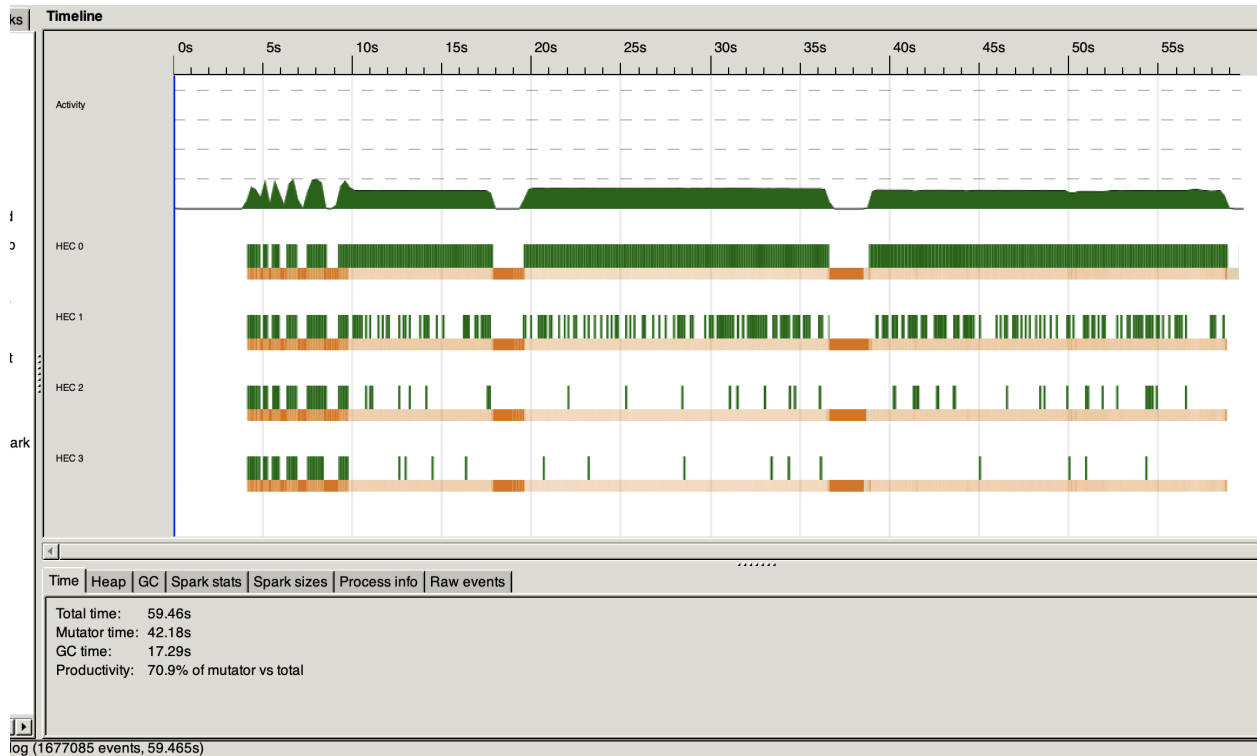 ks
Timeline
0s 5s 10s 15s 20s 25s 30s 35s 40s 45s 50s 55s
Activity
HEC 0
HEC 1
HEC 2
HEC 3
ark
Time Heap GC Spark stats Spark sizes Process info Raw events
Total time: 59.46s
Mutator time: 42.18s
GC time: 17.29s
Productivity: 70.9% of mutator vs total
log (1677085 events, 59.465s)